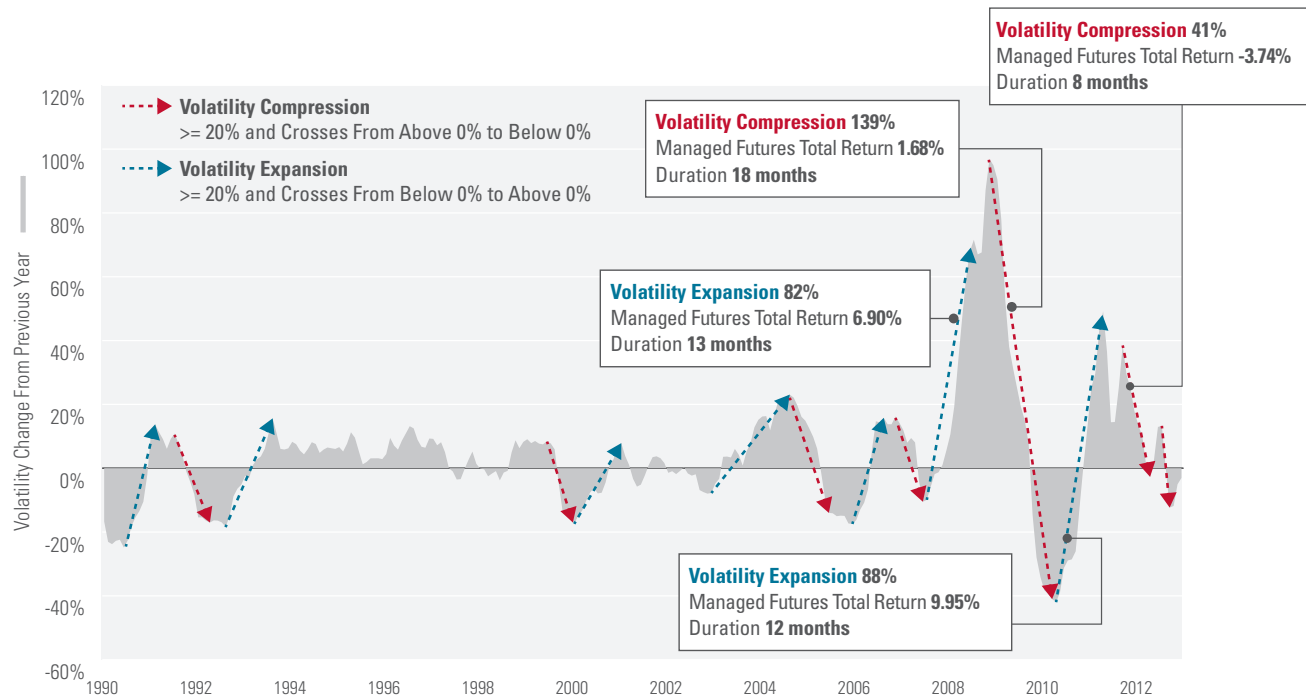 Volatility Compression 41%
Managed Futures Total Return -3.74%
Duration 8 months
Volatility Compression
>= 20% and Crosses From Above 0% to Below 0%
Volatility Expansion
>= 20% and Crosses From Below 0% to Above 0%
Volatility Compression 139%
Managed Futures Total Return 1.68%
Duration 18 months
Volatility Expansion 82%
Managed Futures Total Return 6.90%
Duration 13 months
Volatility Expansion 88%
Managed Futures Total Return 9.95%
Duration 12 months
Volatility Change From Previous Year
120%
100%
80%
60%
40%
20%
0%
-20%
-40%
-60%
1990 1992 1994 1996 1998 2000 2002 2004 2006 2008 2010 2012